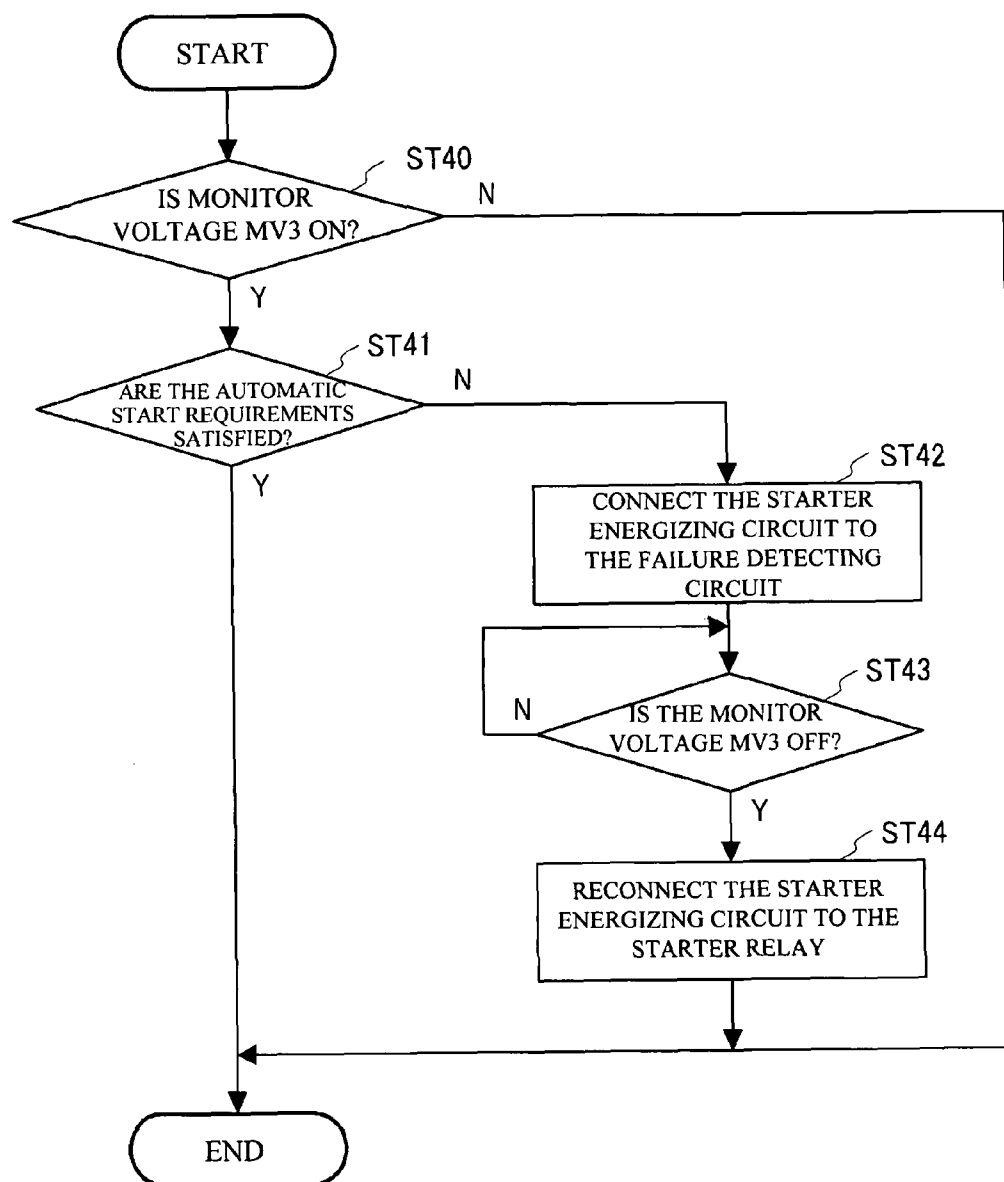 START
ST40
IS MONITOR
VOLTAGE MV3 ON?
N
Y
ST41
ARE THE AUTOMATIC
START REQUIREMENTS
SATISFIED?
N
Y
ST42
CONNECT THE STARTER
ENERGIZING CIRCUIT TO
THE FAILURE DETECTING
CIRCUIT
ST43
IS THE MONITOR
VOLTAGE MV3 OFF?
N
Y
ST44
RECONNECT THE STARTER
ENERGIZING CIRCUIT TO THE
STARTER RELAY
END